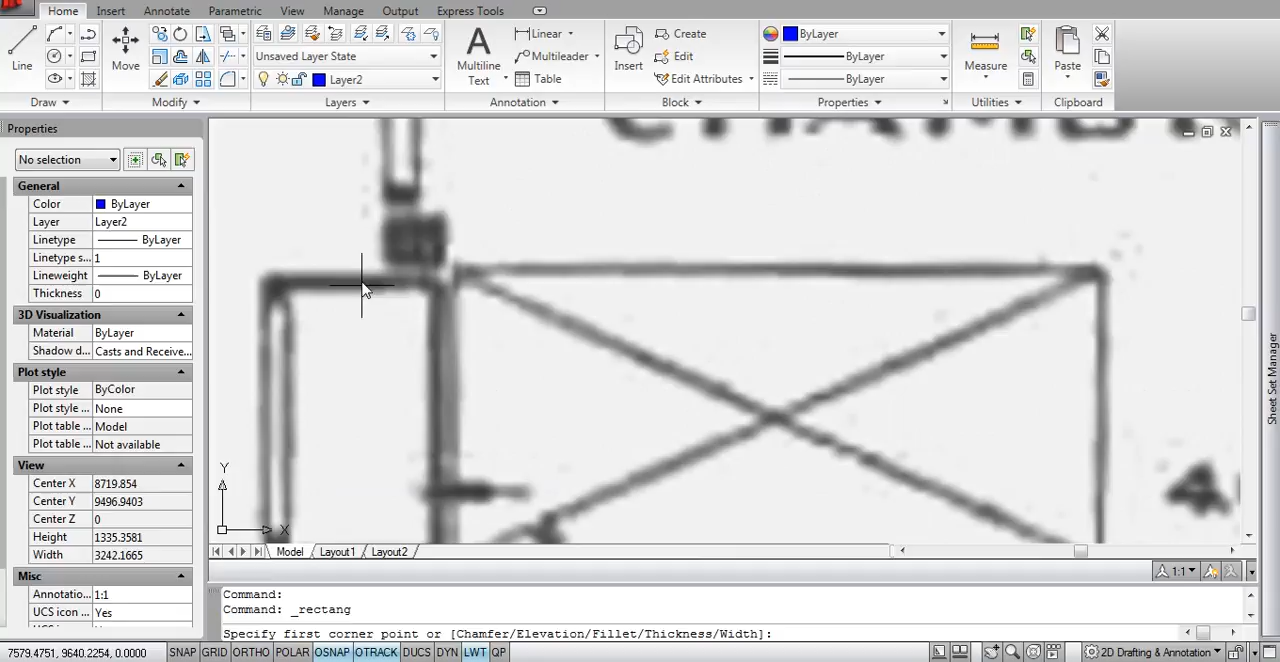 Home Insert Annotate Parametric View Manage Output Express Tools
Line
Move
Unsaved Layer State
Layer2
Multiline
Text
Linear
Multileader
Table
Insert
Create
Edit
Edit Attributes
ByLayer
ByLayer
ByLayer
Measure
Paste
Draw
Modify
Layers
Annotation
Block
Properties
Utilities
Clipboard
Properties
No selection
General
Color ByLayer
Layer Layer2
Linetype ByLayer
Linetype s... 1
Lineweight ByLayer
Thickness 0
3D Visualization
Material ByLayer
Shadow d... Casts and Receive...
Plot style
Plot style ByColor
Plot style ... None
Plot table ... Model
Plot table ... Not available
View
Center X 8719.854
Center Y 9496.9403
Center Z 0
Height 1335.3581
Width 3242.1665
Misc
Annotatio... 1:1
UCS icon ... Yes
Y
X
4
Sheet Set Manager
Model Layout1 Layout2
1:1
Command:
Command: _rectang
Specify first corner point or [Chamfer/Elevation/Fillet/Thickness/Width]:
7579.4751, 9640.2254, 0.0000 SNAP GRID ORTHO POLAR OSNAP OTRACK DUCS DYN LWT QP
2D Drafting & Annotation